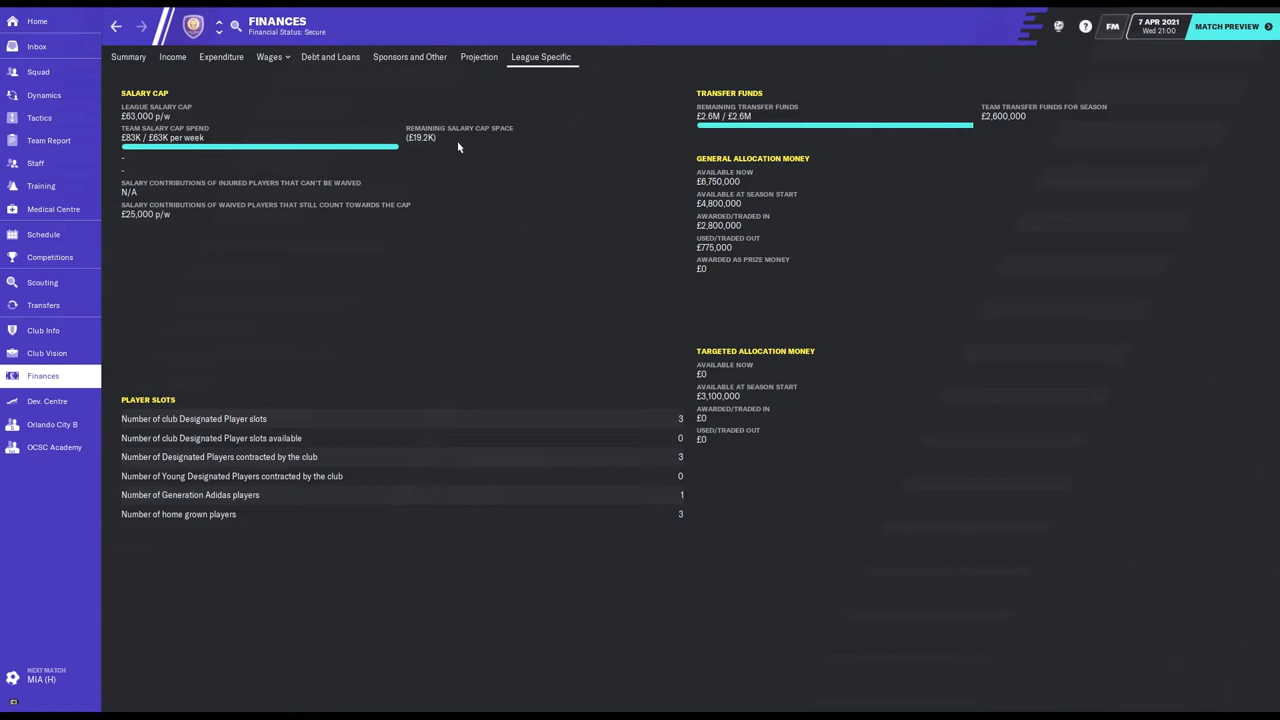 Home
Inbox
Squad
Dynamics
Tactics
Team Report
Staff
Training
Medical Centre
Schedule
Competitions
Scouting
Transfers
Club Info
Club Vision
Finances
Dev. Centre
Orlando City B
OCSC Academy
NEXT MATCH
MIA (H)
FINANCES
Financial Status: Secure
?
FM
7 APR 2021
Wed 21:00
MATCH PREVIEW
Summary Income Expenditure Wages Debt and Loans Sponsors and Other Projection League Specific
SALARY CAP
LEAGUE SALARY CAP
£63,000 p/w
TEAM SALARY CAP SPEND
£83K / £63K per week
REMAINING SALARY CAP SPACE
(£19.2K)
-
-
SALARY CONTRIBUTIONS OF INJURED PLAYERS THAT CAN'T BE WAIVED
N/A
SALARY CONTRIBUTIONS OF WAIVED PLAYERS THAT STILL COUNT TOWARDS THE CAP
£25,000 p/w
PLAYER SLOTS
Number of club Designated Player slots 3
Number of club Designated Player slots available 0
Number of Designated Players contracted by the club 3
Number of Young Designated Players contracted by the club 0
Number of Generation Adidas players 1
Number of home grown players 3
TRANSFER FUNDS
REMAINING TRANSFER FUNDS
£2.6M / £2.6M
TEAM TRANSFER FUNDS FOR SEASON
£2,600,000
GENERAL ALLOCATION MONEY
AVAILABLE NOW
£6,750,000
AVAILABLE AT SEASON START
£4,800,000
AWARDED/TRADED IN
£2,800,000
USED/TRADED OUT
£775,000
AWARDED AS PRIZE MONEY
£0
TARGETED ALLOCATION MONEY
AVAILABLE NOW
£0
AVAILABLE AT SEASON START
£3,100,000
AWARDED/TRADED IN
£0
USED/TRADED OUT
£0